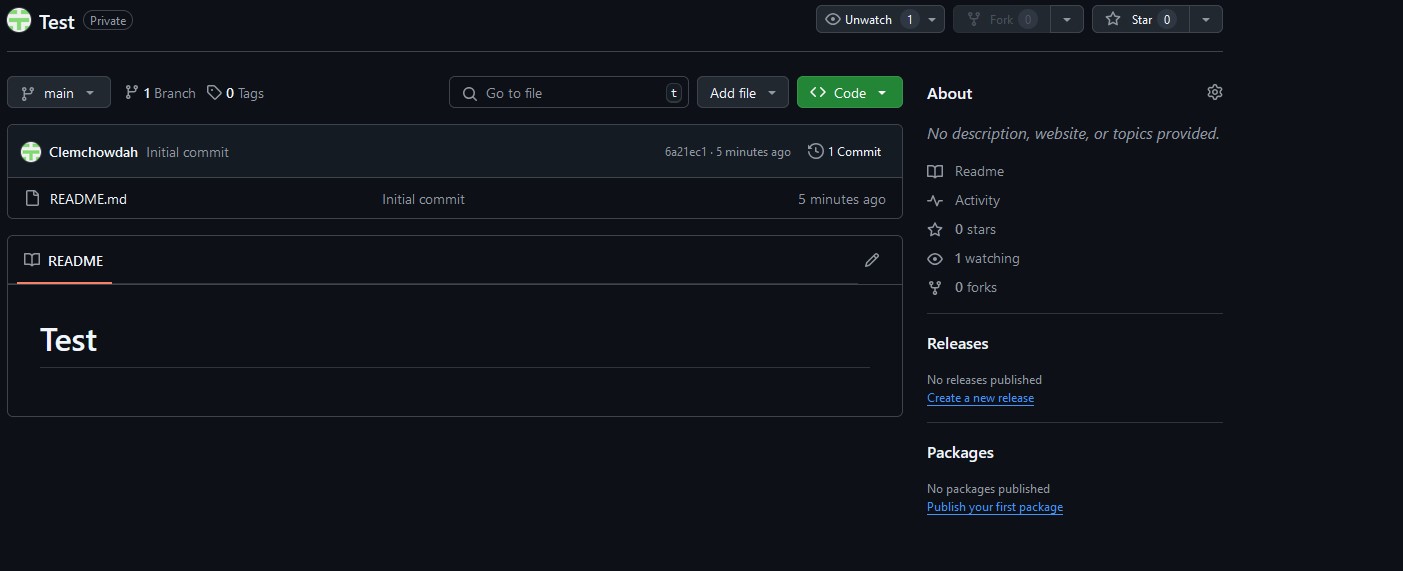 Test Private Unwatch 1 Fork 0 Star 0
main 1 Branch 0 Tags Go to file t Add file Code
Clemchowdah Initial commit 6a21ec1 · 5 minutes ago 1 Commit
README.md Initial commit 5 minutes ago
README
Test
About
No description, website, or topics provided.
Readme
Activity
0 stars
1 watching
0 forks
Releases
No releases published
Create a new release
Packages
No packages published
Publish your first package